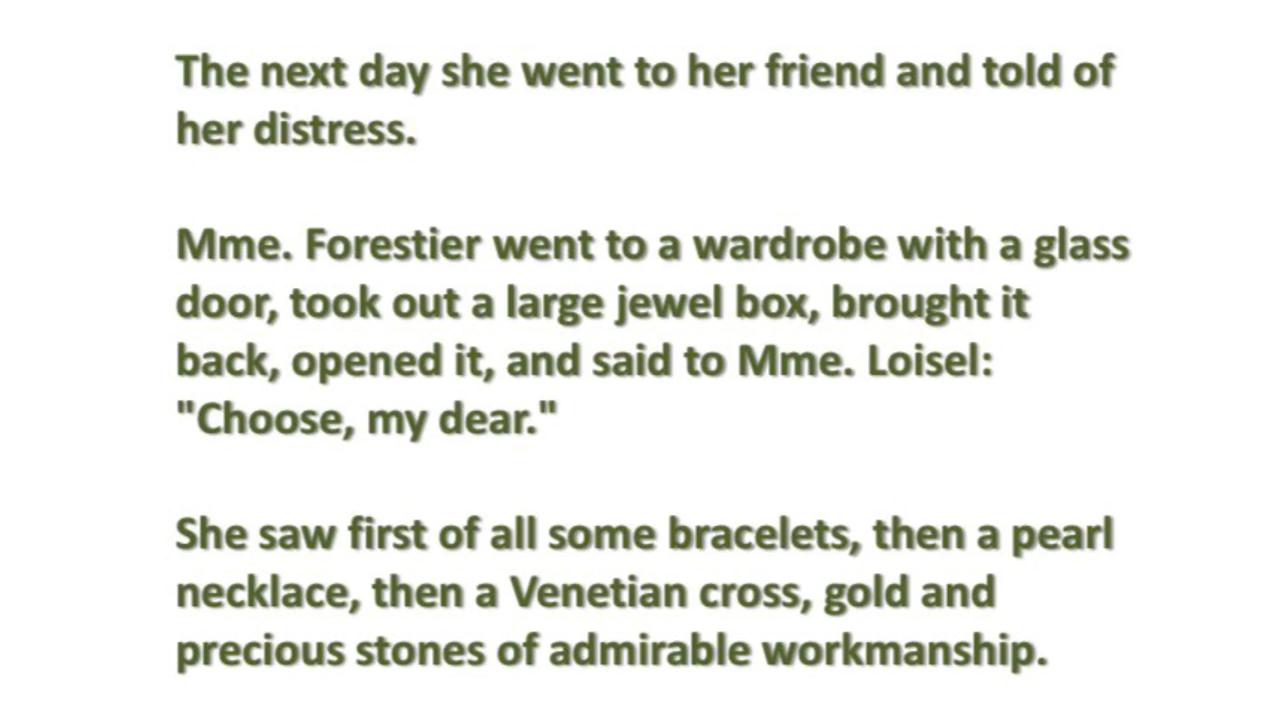 The next day she went to her friend and told of
her distress.
Mme. Forestier went to a wardrobe with a glass
door, took out a large jewel box, brought it
back, opened it, and said to Mme. Loisel:
"Choose, my dear."
She saw first of all some bracelets, then a pearl
necklace, then a Venetian cross, gold and
precious stones of admirable workmanship.